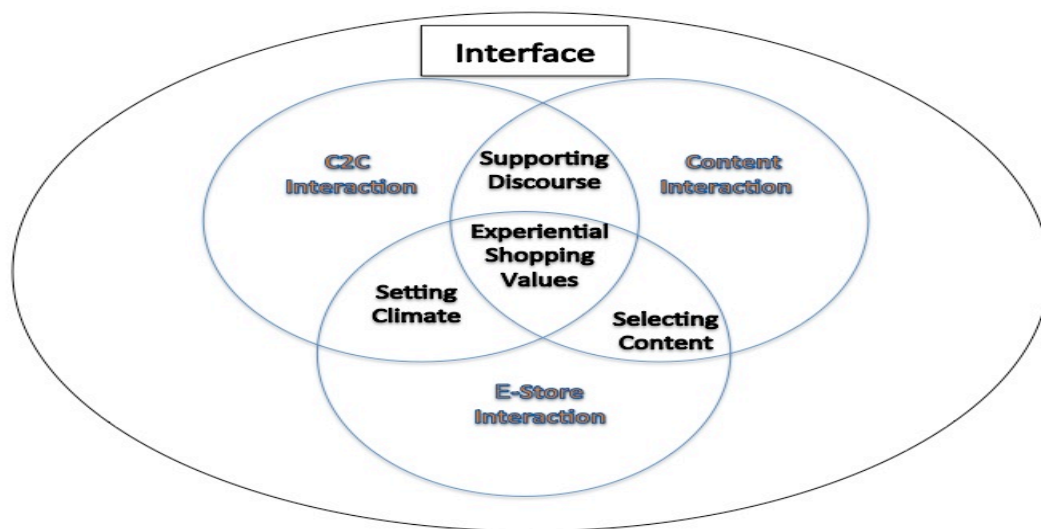 Interface
C2C
Interaction
Supporting
Discourse
Content
Interaction
Experiential
Shopping
Values
Setting
Climate
Selecting
Content
E-Store
Interaction